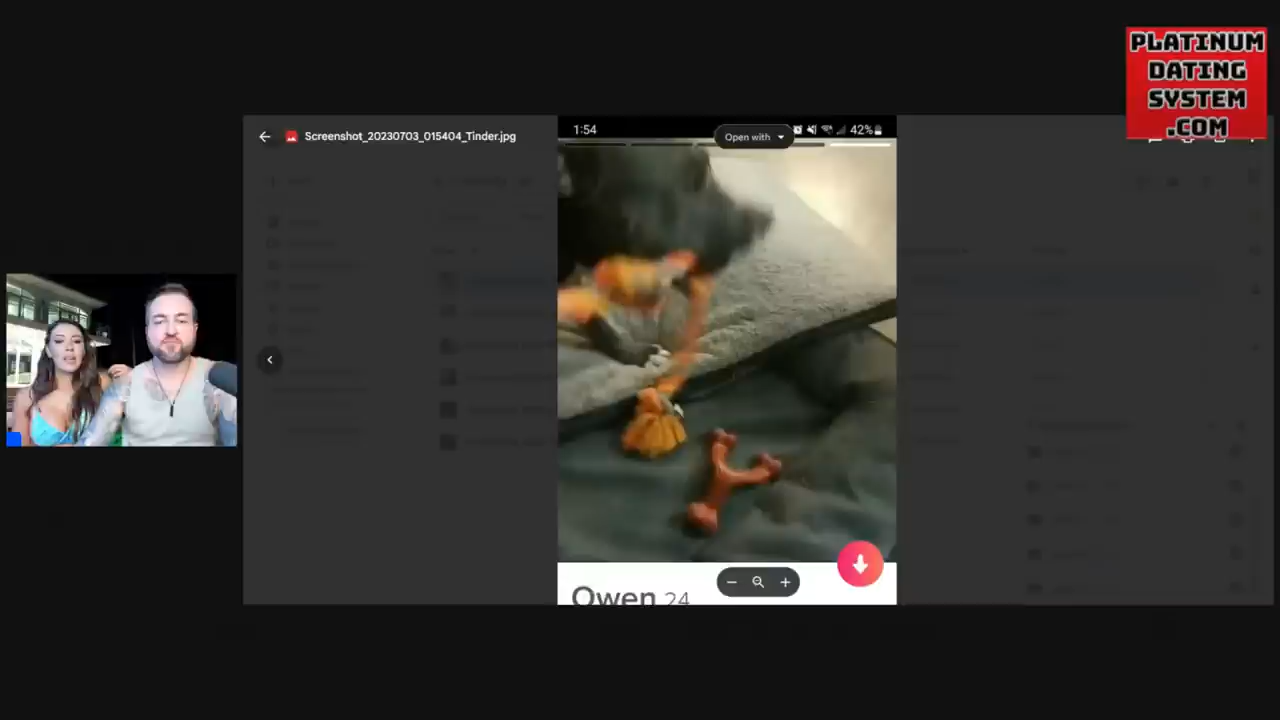 PLATINUM
DATING
SYSTEM
.COM
Screenshot_20230703_015404_Tinder.jpg
1:54
Open with
42%
Owen 24